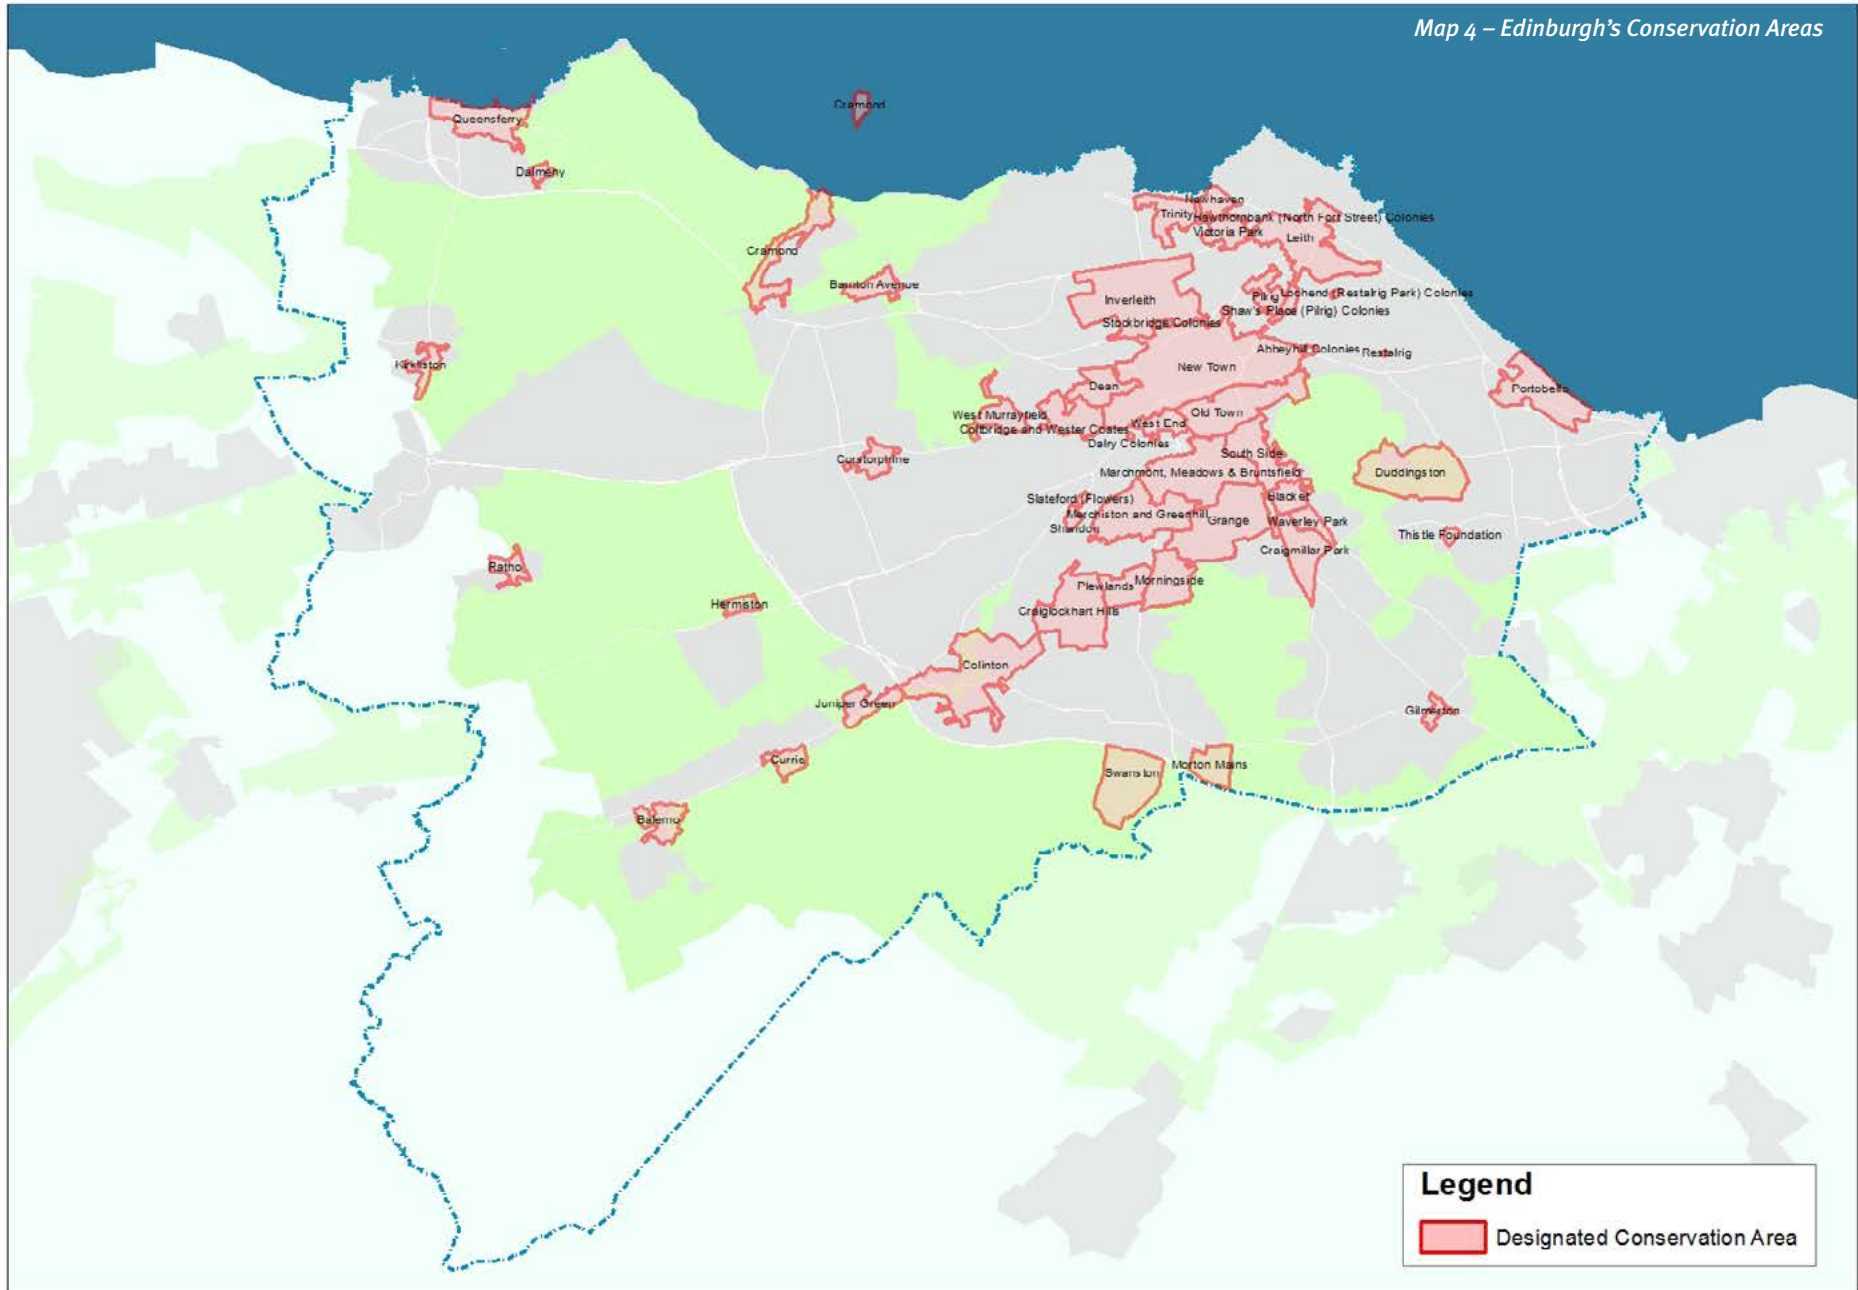 Map 4 – Edinburgh's Conservation Areas
Cramond
Queensferry
Dalmeny
Newhaven
Trinity
Hawthornbank (North Fort Street) Colonies
Victoria Park
Leith
Cramond
Barnton Avenue
Inverleith
Pilrig
Lochend (Restalrig Park) Colonies
Shaw's Place (Pilrig) Colonies
Stockbridge Colonies
Abbeyhill Colonies
Restalrig
Kirkliston
New Town
Dean
Portobello
West Murrayfield
Old Town
Coltbridge and Wester Coates
West End
Dalry Colonies
South Side
Corstorphine
Marchmont, Meadows & Bruntsfield
Duddingston
Slateford (Flowers)
Blacket
Merchiston and Greenhill
Grange
Waverley Park
Shandon
Thistle Foundation
Craigmillar Park
Ratho
Plewlands
Morningside
Hermiston
Craiglockhart Hills
Colinton
Juniper Green
Gilmerton
Currie
Swanston
Morton Mains
Balerno
Legend
Designated Conservation Area